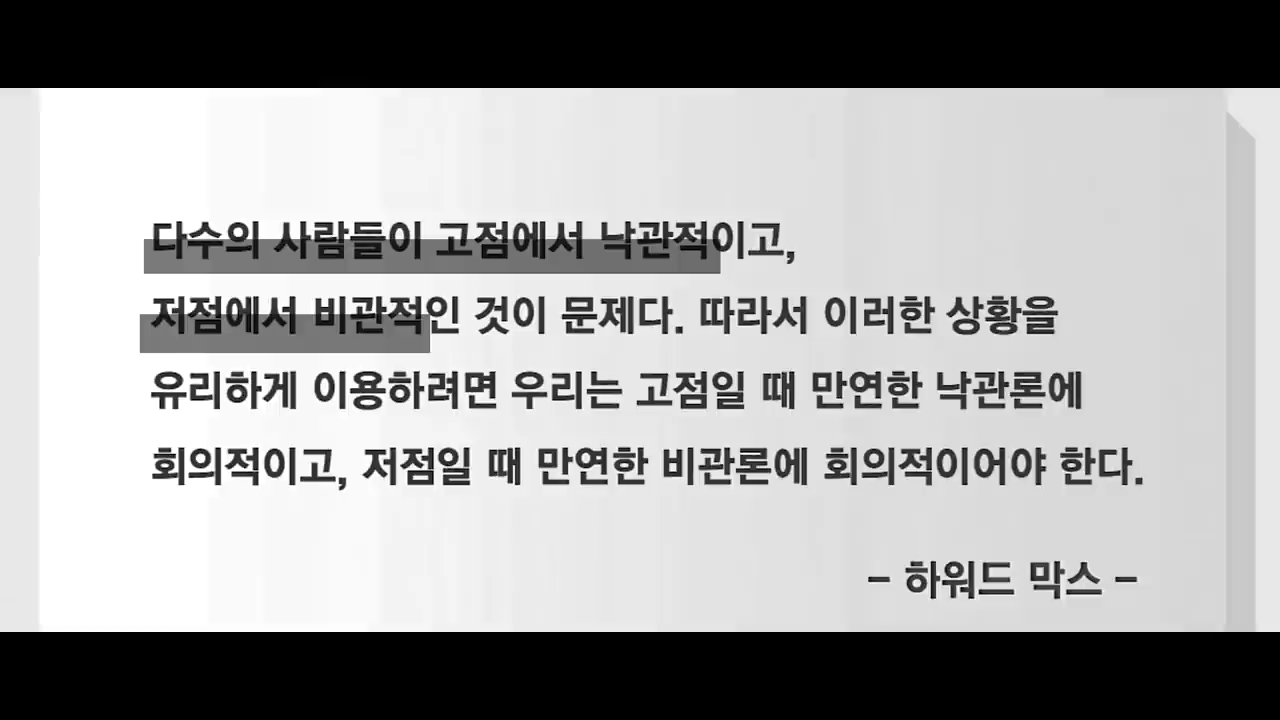 다수의 사람들이 고점에서 낙관적이고,
저점에서 비관적인 것이 문제다. 따라서 이러한 상황을
유리하게 이용하려면 우리는 고점일 때 만연한 낙관론에
회의적이고, 저점일 때 만연한 비관론에 회의적이어야 한다.
- 하워드 막스 -